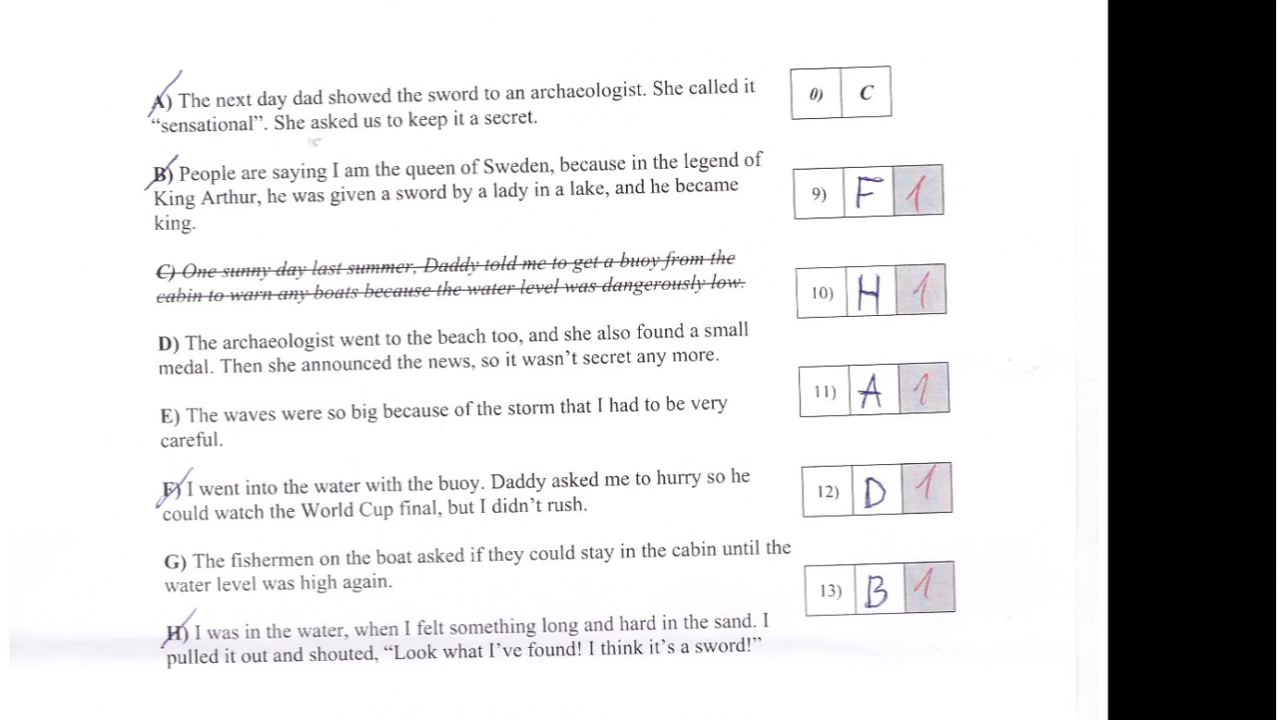 A) The next day dad showed the sword to an archaeologist. She called it
“sensational”. She asked us to keep it a secret.
0) C
B) People are saying I am the queen of Sweden, because in the legend of
King Arthur, he was given a sword by a lady in a lake, and he became
king.
9) F 1
C) One sunny day last summer, Daddy told me to get a buoy from the
cabin to warn any boats because the water level was dangerously low.
10) H 1
D) The archaeologist went to the beach too, and she also found a small
medal. Then she announced the news, so it wasn’t secret any more.
11) A 1
E) The waves were so big because of the storm that I had to be very
careful.
F) I went into the water with the buoy. Daddy asked me to hurry so he
could watch the World Cup final, but I didn’t rush.
12) D 1
G) The fishermen on the boat asked if they could stay in the cabin until the
water level was high again.
13) B 1
H) I was in the water, when I felt something long and hard in the sand. I
pulled it out and shouted, “Look what I’ve found! I think it’s a sword!”